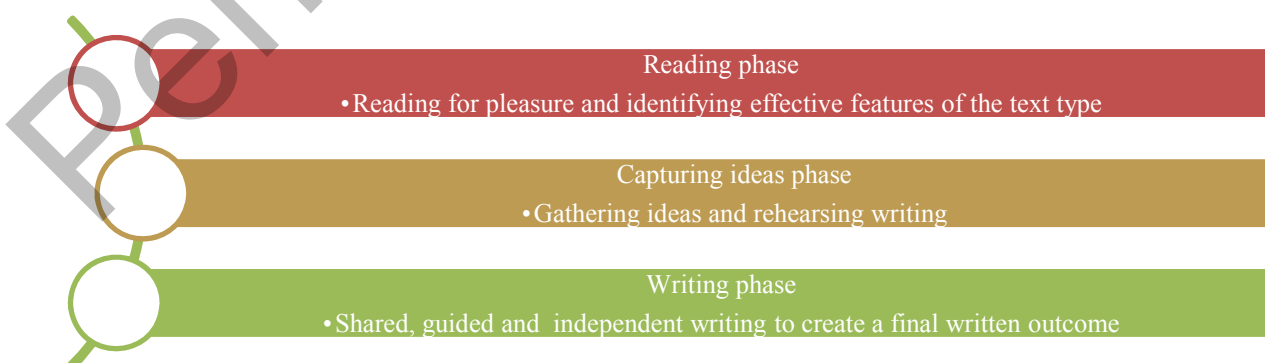 Reading phase
•Reading for pleasure and identifying effective features of the text type
Capturing ideas phase
•Gathering ideas and rehearsing writing
Writing phase
•Shared, guided and independent writing to create a final written outcome